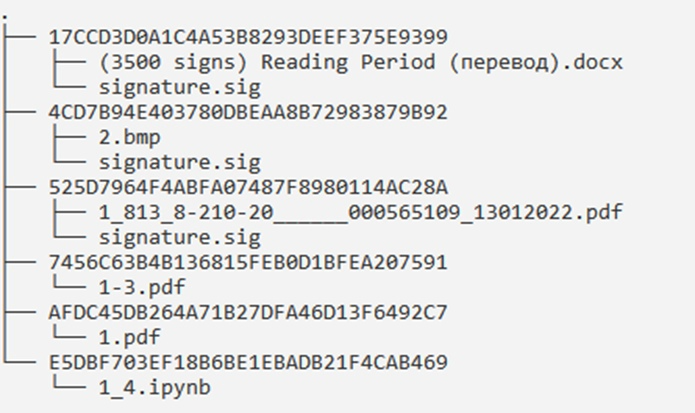 .
├── 17CCD3D0A1C4A53B8293DEEF375E9399
│   ├── (3500 signs) Reading Period (перевод).docx
│   └── signature.sig
├── 4CD7B94E403780DBEAA8B72983879B92
│   ├── 2.bmp
│   └── signature.sig
├── 525D7964F4ABFA07487F8980114AC28A
│   ├── 1_813_8-210-20______000565109_13012022.pdf
│   └── signature.sig
├── 7456C63B4B136815FEB0D1BFEA207591
│   └── 1-3.pdf
├── AFDC45DB264A71B27DFA46D13F6492C7
│   └── 1.pdf
└── E5DBF703EF18B6BE1EBADB21F4CAB469
    └── 1_4.ipynb